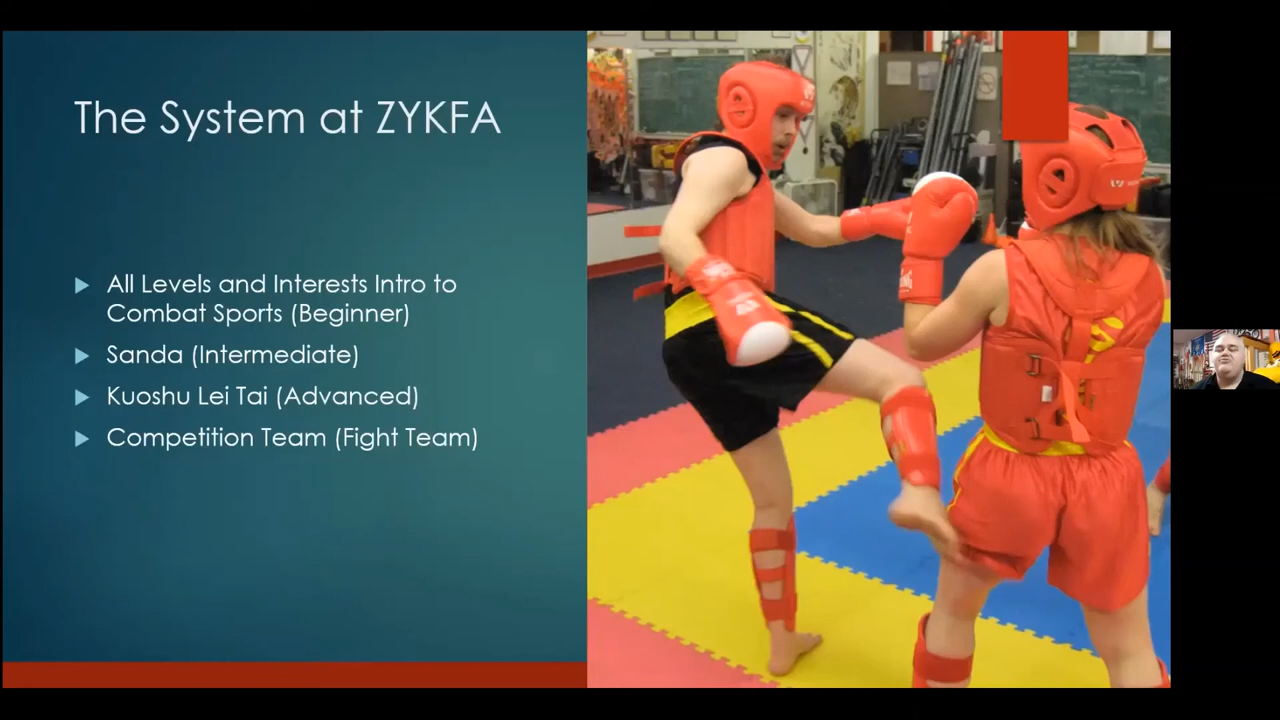 The System at ZYKFA
All Levels and Interests Intro to
Combat Sports (Beginner)
Sanda (Intermediate)
Kuoshu Lei Tai (Advanced)
Competition Team (Fight Team)